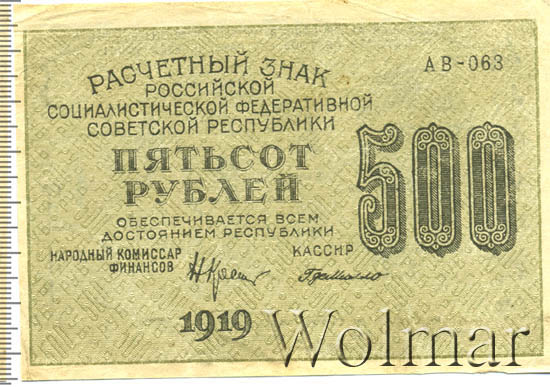 АВ-063
РАСЧЕТНЫЙ ЗНАК
РОССИЙСКОЙ
СОЦИАЛИСТИЧЕСКОЙ ФЕДЕРАТИВНОЙ
СОВЕТСКОЙ РЕСПУБЛИКИ
ПЯТЬСОТ
РУБЛЕЙ
500
ОБЕСПЕЧИВАЕТСЯ ВСЕМ
ДОСТОЯНИЕМ РЕСПУБЛИКИ
НАРОДНЫЙ КОМИССАР
ФИНАНСОВ
КАССИР
1919
Wolmar